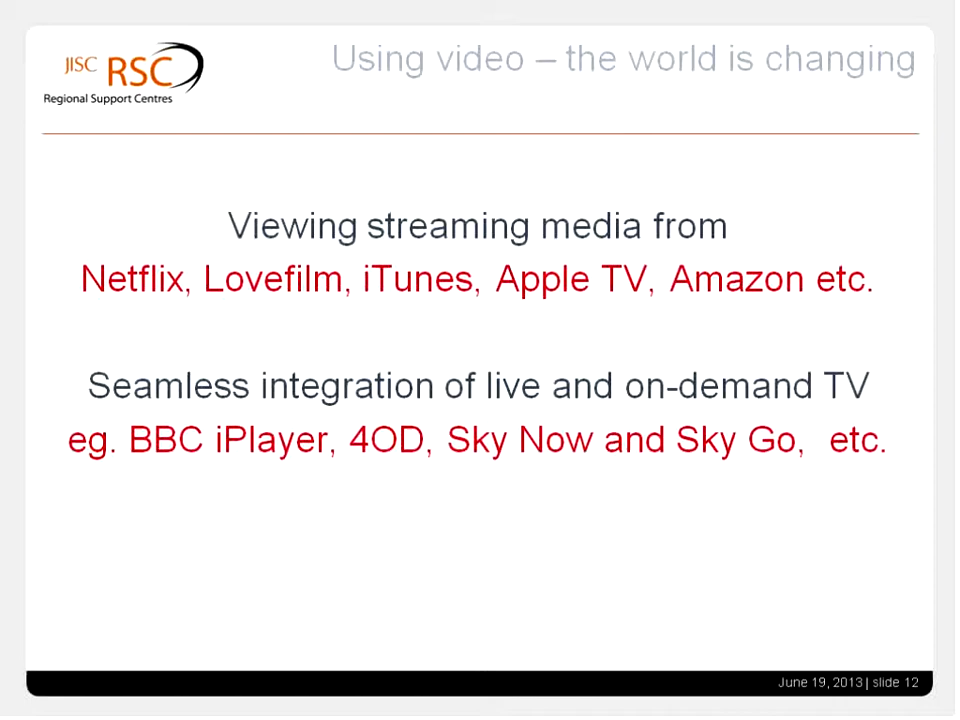 JISC RSC
Regional Support Centres
Using video – the world is changing
Viewing streaming media from
Netflix, Lovefilm, iTunes, Apple TV, Amazon etc.
Seamless integration of live and on-demand TV
eg. BBC iPlayer, 4OD, Sky Now and Sky Go,  etc.
June 19, 2013 | slide 12